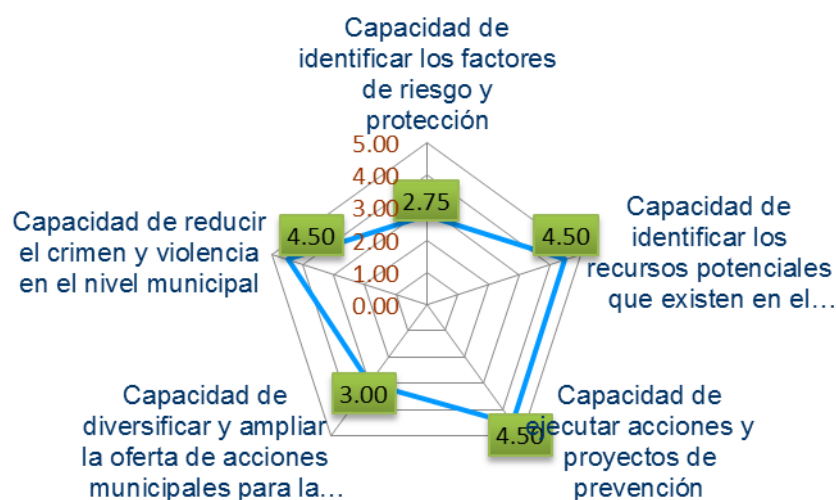 Capacidad de
identificar los factores
de riesgo y
protección
5.00
4.00
3.00
2.00
1.00
0.00
2.75
4.50
Capacidad de
identificar los
recursos potenciales
que existen en el…
4.50
Capacidad de
ejecutar acciones y
proyectos de
prevención
3.00
Capacidad de
diversificar y ampliar
la oferta de acciones
municipales para la…
4.50
Capacidad de reducir
el crimen y violencia
en el nivel municipal